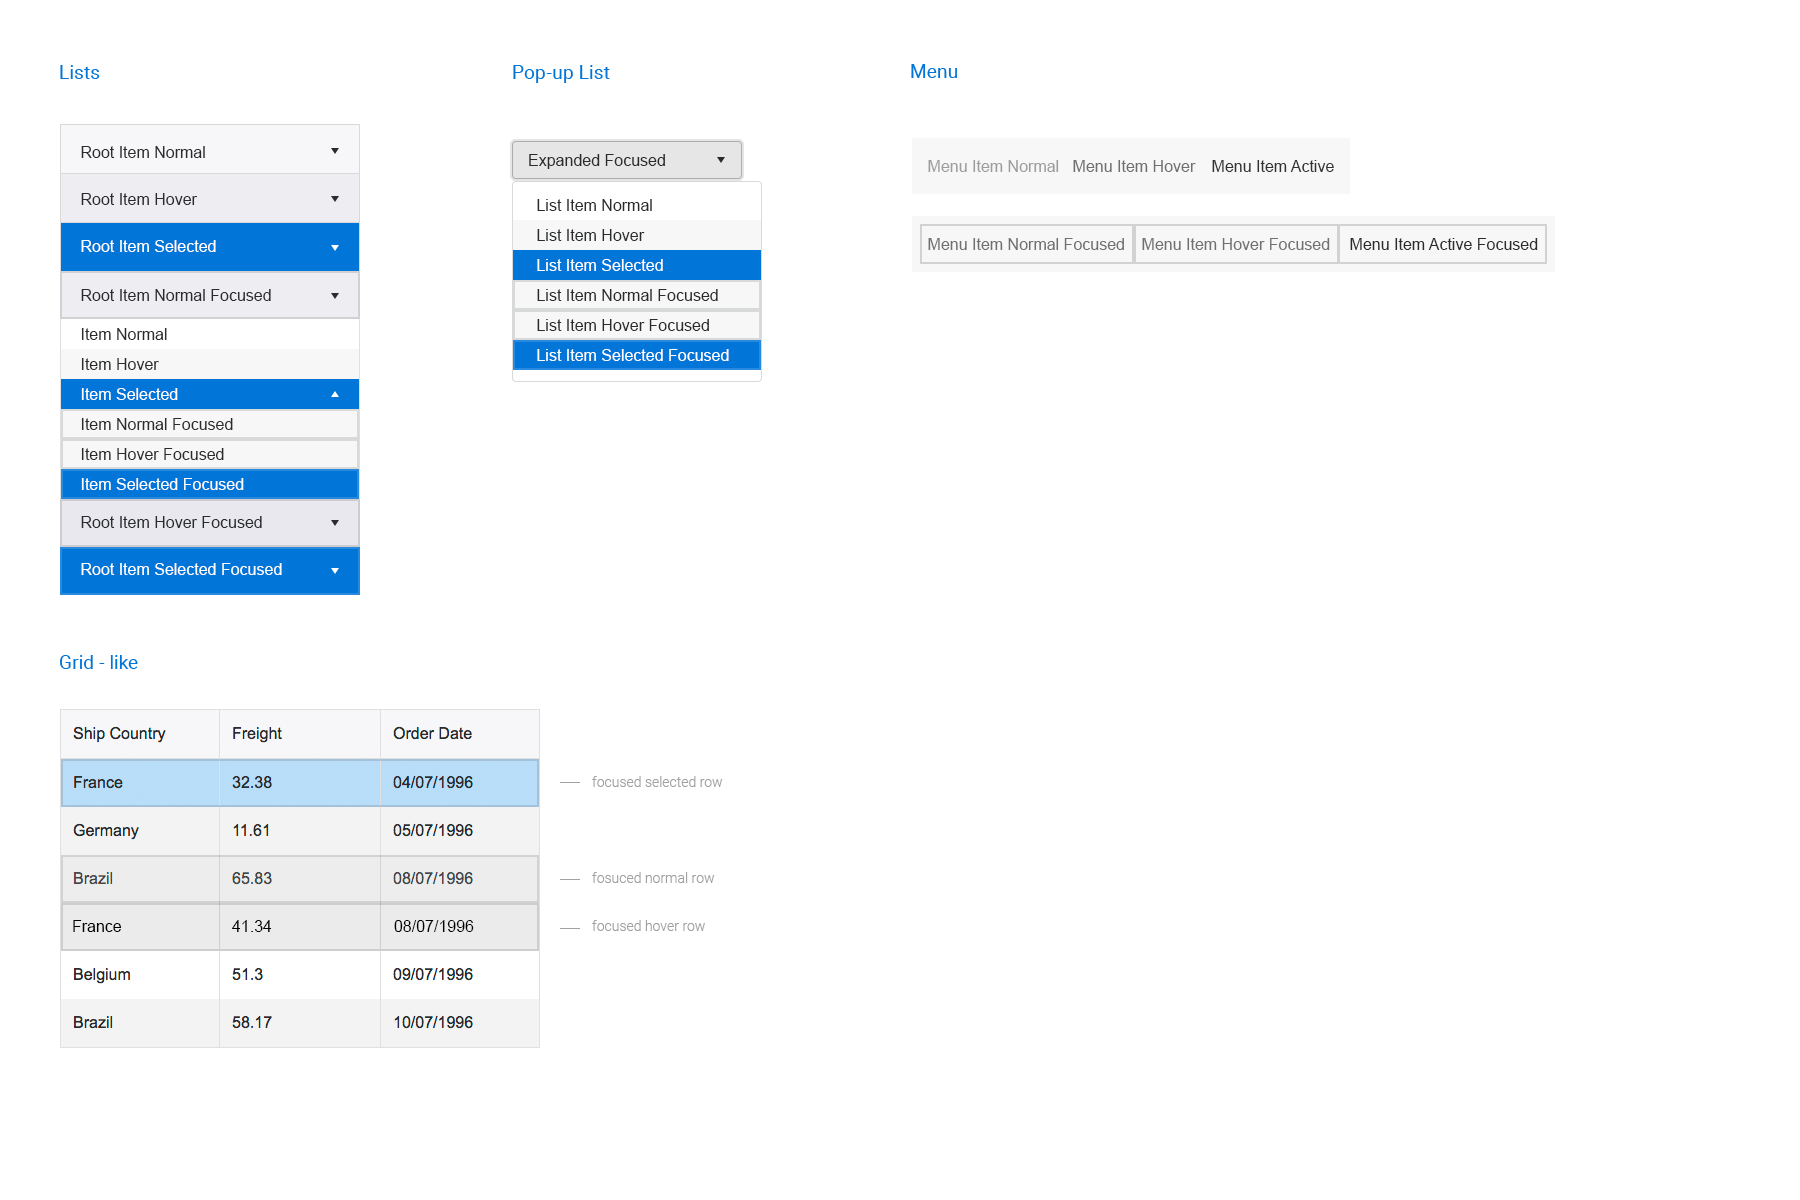 Lists
Root Item Normal
Root Item Hover
Root Item Selected
Root Item Normal Focused
Item Normal
Item Hover
Item Selected
Item Normal Focused
Item Hover Focused
Item Selected Focused
Root Item Hover Focused
Root Item Selected Focused
Pop-up List
Expanded Focused
List Item Normal
List Item Hover
List Item Selected
List Item Normal Focused
List Item Hover Focused
List Item Selected Focused
Menu
Menu Item Normal Menu Item Hover Menu Item Active
Menu Item Normal Focused Menu Item Hover Focused Menu Item Active Focused
Grid - like
Ship Country Freight Order Date
France 32.38 04/07/1996 focused selected row
Germany 11.61 05/07/1996
Brazil 65.83 08/07/1996 fosuced normal row
France 41.34 08/07/1996 focused hover row
Belgium 51.3 09/07/1996
Brazil 58.17 10/07/1996